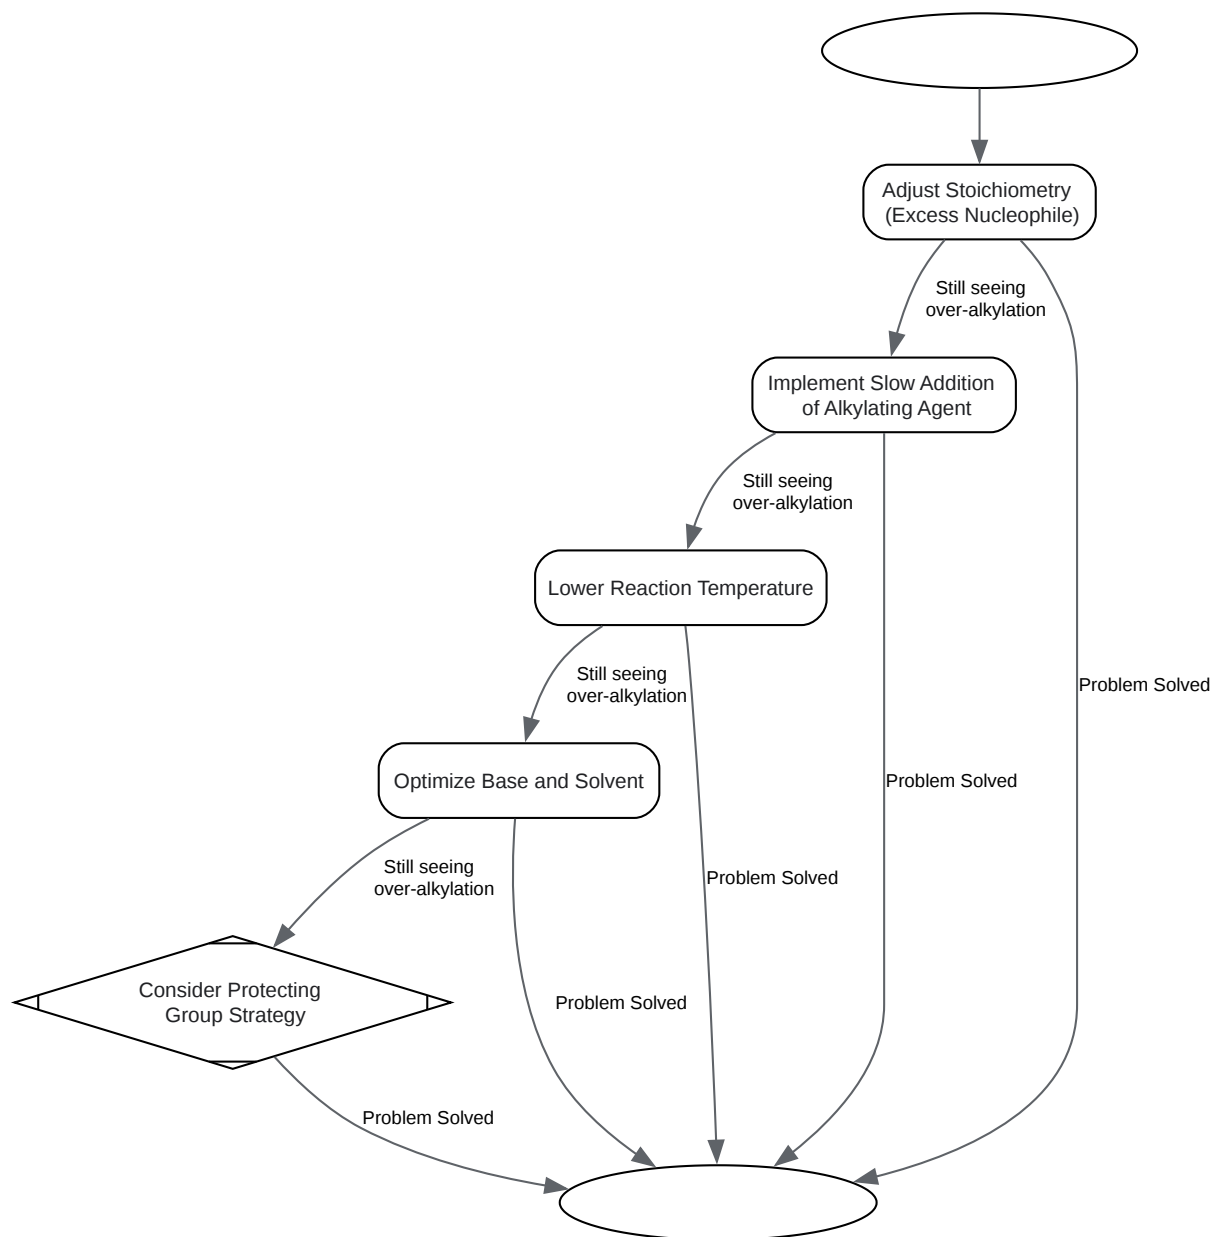 Adjust Stoichiometry
(Excess Nucleophile)
Still seeing
over-alkylation
Implement Slow Addition
of Alkylating Agent
Still seeing
over-alkylation
Lower Reaction Temperature
Still seeing
over-alkylation
Problem Solved
Optimize Base and Solvent
Problem Solved
Still seeing
over-alkylation
Problem Solved
Consider Protecting
Group Strategy
Problem Solved
Problem Solved